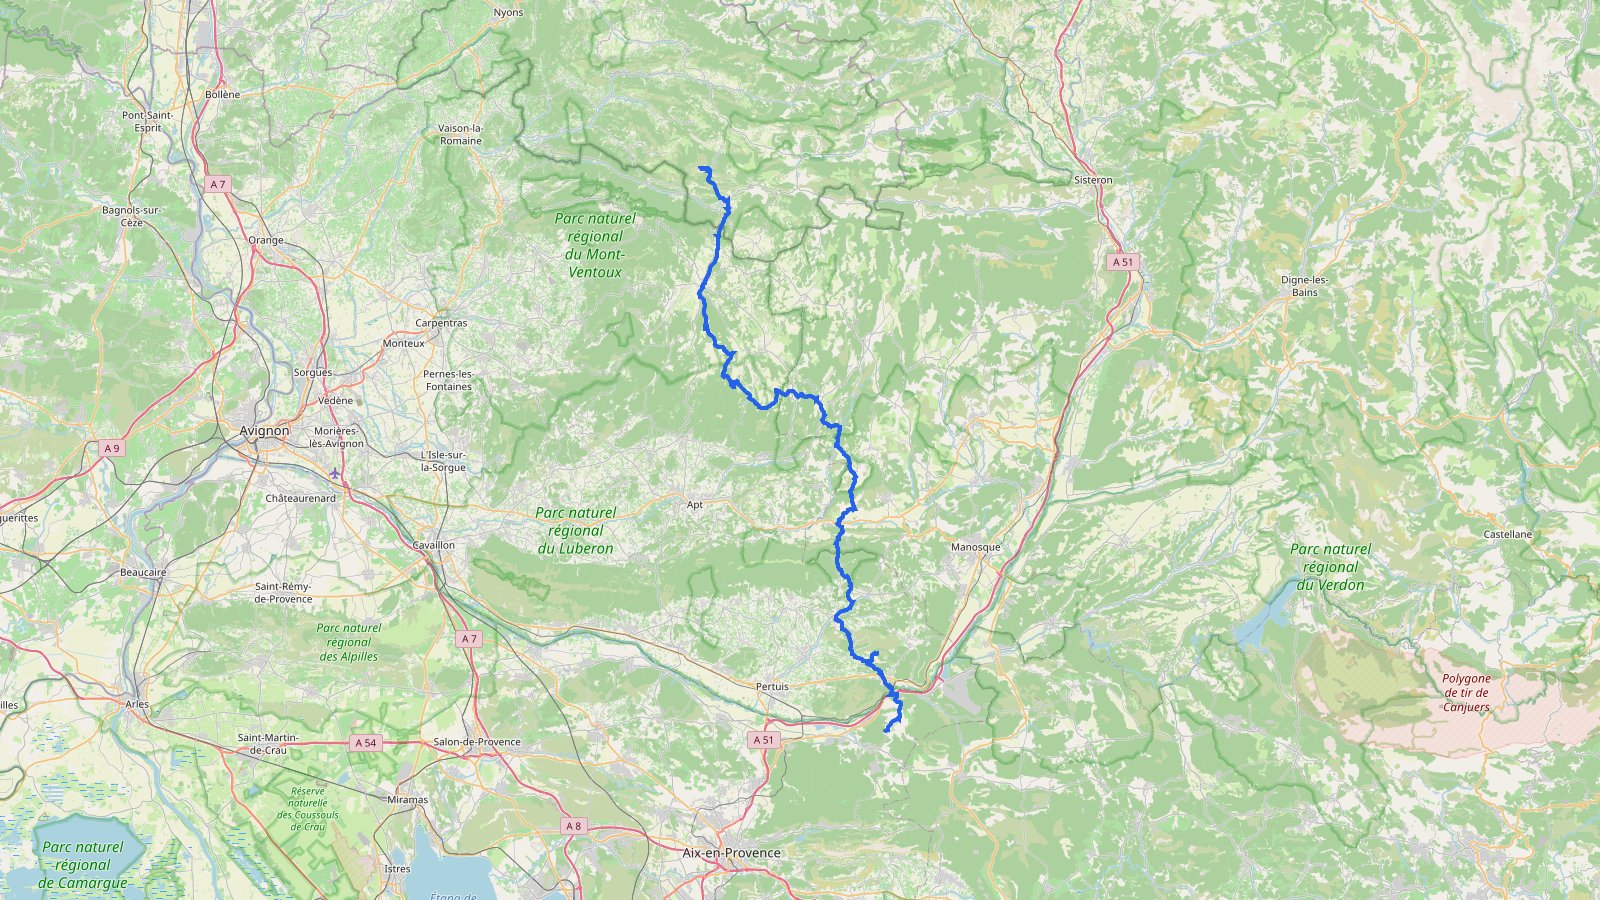 Nyons
Bollène
Pont-Saint-
Esprit
Vaison-la-
Romaine
Sisteron
A 7
Bagnols-sur-
Cèze
Parc naturel
régional
du Mont-
Ventoux
Orange
A 51
Digne-les-
Bains
Carpentras
Monteux
Sorgues
Pernes-les-
Fontaines
Vedène
Avignon
Morières-
lès-Avignon
A 9
L'Isle-sur-
la-Sorgue
Châteaurenard
Apt
guerittes
Parc naturel
régional
du Luberon
Castellane
Cavaillon
Manosque
Parc naturel
régional
du Verdon
Beaucaire
Saint-Rémy-
de-Provence
Parc naturel
régional
des Alpilles
A 7
Pertuis
Polygone
de tir de
Canjuers
illes
Arles
Saint-Martin-
de-Crau
A 54
Salon-de-Provence
A 51
Réserve
naturelle
des Coussouls
de Crau
Miramas
A 8
Parc naturel
régional
de Camargue
Aix-en-Provence
Istres
Étang de